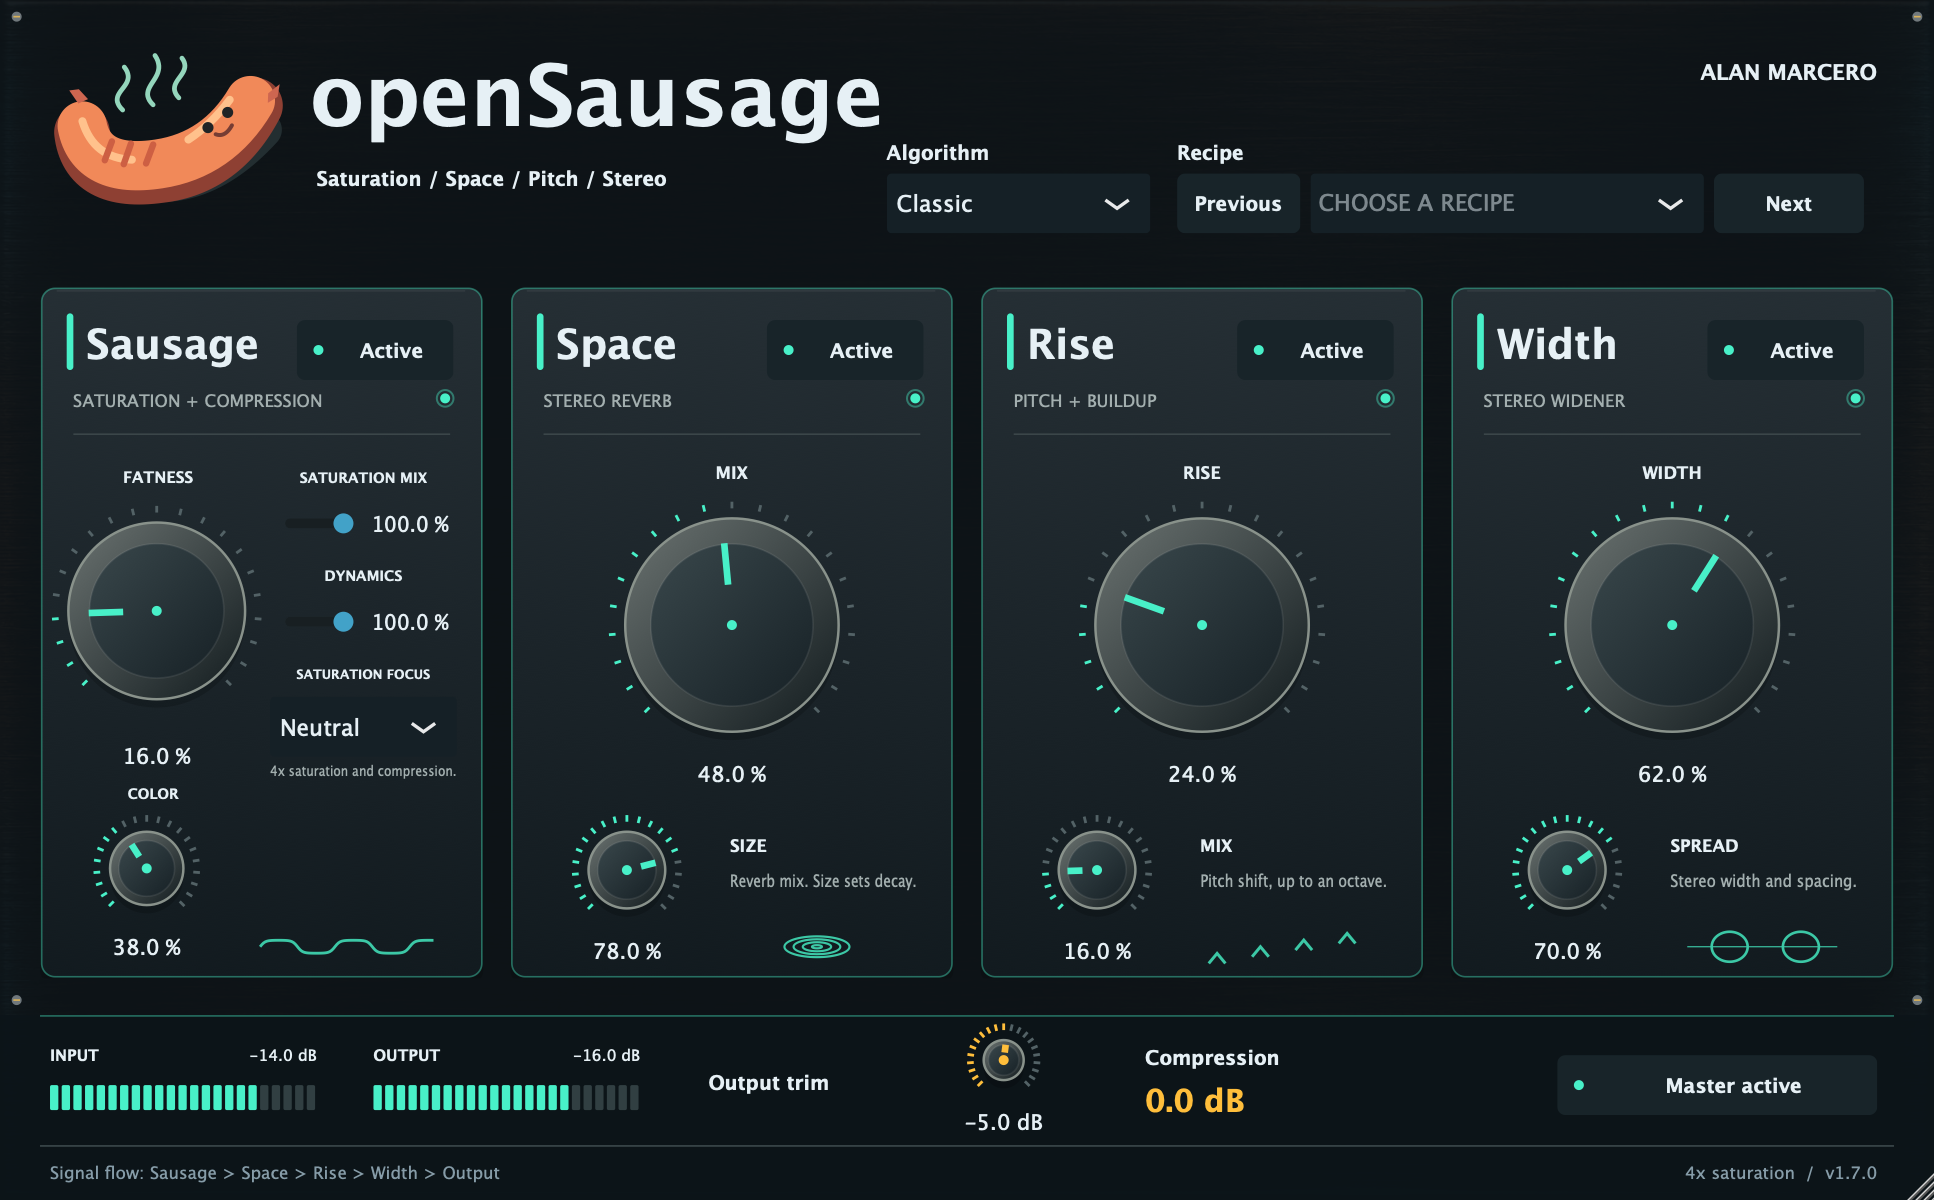 openSausage
Saturation / Space / Pitch / Stereo
ALAN MARCERO
Algorithm
Classic
Recipe
Previous
CHOOSE A RECIPE
Next
Sausage
Active
SATURATION + COMPRESSION
FATNESS
16.0 %
SATURATION MIX
100.0 %
DYNAMICS
100.0 %
SATURATION FOCUS
Neutral
4x saturation and compression.
COLOR
38.0 %
Space
Active
STEREO REVERB
MIX
48.0 %
SIZE
Reverb mix. Size sets decay.
78.0 %
Rise
Active
PITCH + BUILDUP
RISE
24.0 %
MIX
Pitch shift, up to an octave.
16.0 %
Width
Active
STEREO WIDENER
WIDTH
62.0 %
SPREAD
Stereo width and spacing.
70.0 %
INPUT
-14.0 dB
OUTPUT
-16.0 dB
Output trim
-5.0 dB
Compression
0.0 dB
Master active
Signal flow: Sausage > Space > Rise > Width > Output
4x saturation / v1.7.0